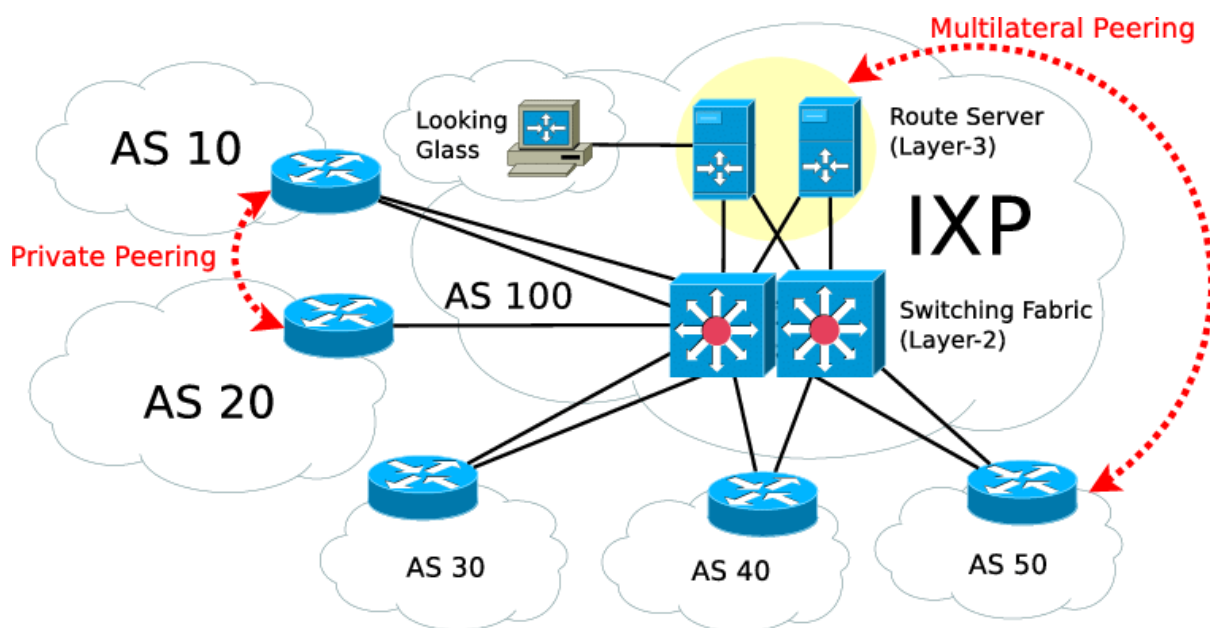 Multilateral Peering
Looking
Glass
Route Server
(Layer-3)
AS 10
IXP
Private Peering
AS 100
Switching Fabric
(Layer-2)
AS 20
AS 30
AS 40
AS 50